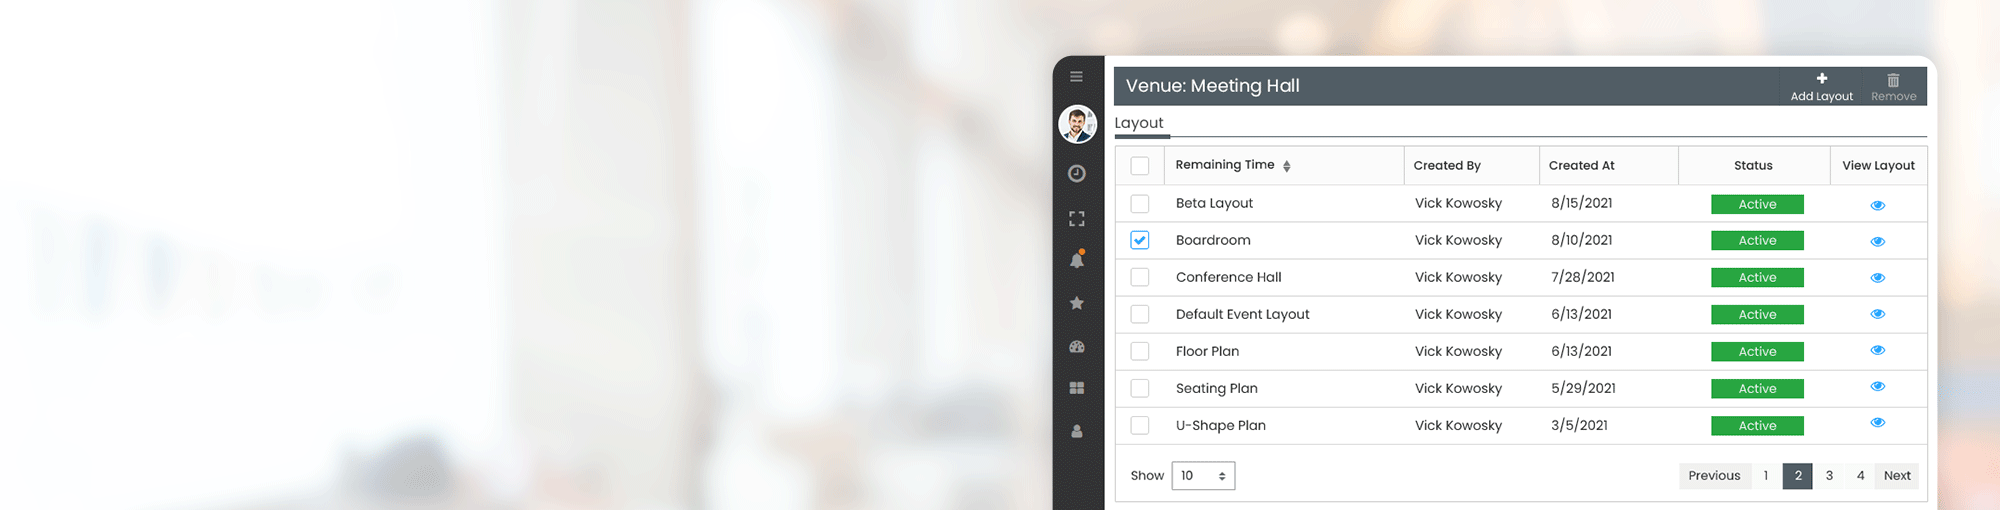 Venue: Meeting Hall
Add Layout Remove
Layout
Remaining Time Created By Created At Status View Layout
Beta Layout Vick Kowosky 8/15/2021 Active
Boardroom Vick Kowosky 8/10/2021 Active
Conference Hall Vick Kowosky 7/28/2021 Active
Default Event Layout Vick Kowosky 6/13/2021 Active
Floor Plan Vick Kowosky 6/13/2021 Active
Seating Plan Vick Kowosky 5/29/2021 Active
U-Shape Plan Vick Kowosky 3/5/2021 Active
Show 10 Previous 1 2 3 4 Next